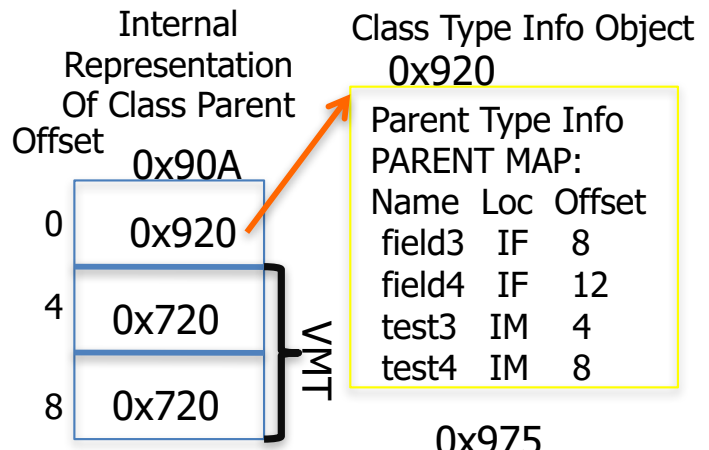 Internal
Representation
Of Class Parent
Offset
0x90A
0 0x920
4 0x720
8 0x720
VMT
Class Type Info Object
0x920
Parent Type Info
PARENT MAP:
Name Loc Offset
field3 IF 8
field4 IF 12
test3 IM 4
test4 IM 8
0x975